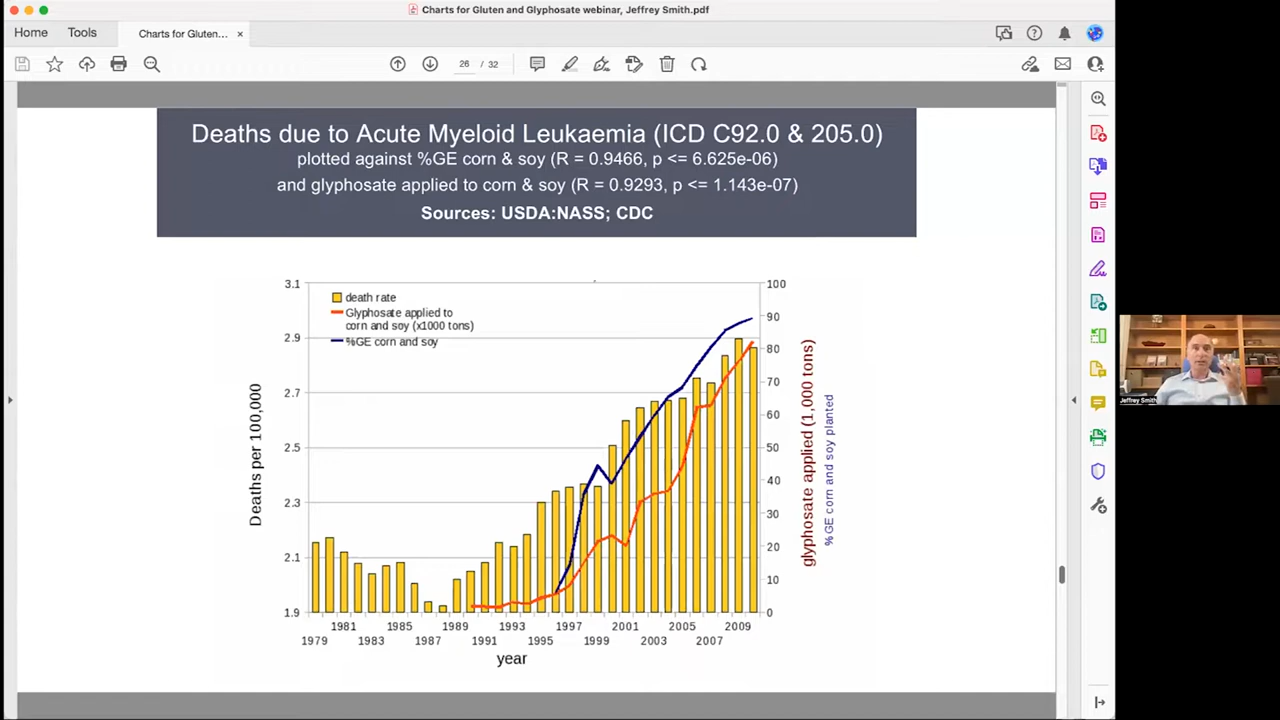 Charts for Gluten and Glyphosate webinar, Jeffrey Smith.pdf
Home
Tools
Charts for Gluten...
×
26 / 32
Deaths due to Acute Myeloid Leukaemia (ICD C92.0 & 205.0)
plotted against %GE corn & soy (R = 0.9466, p <= 6.625e-06)
and glyphosate applied to corn & soy (R = 0.9293, p <= 1.143e-07)
Sources: USDA:NASS; CDC
death rate
Glyphosate applied to
corn and soy (x1000 tons)
%GE corn and soy
Deaths per 100,000
3.1
2.9
2.7
2.5
2.3
2.1
1.9
100
90
80
70
60
50
40
30
20
10
0
glyphosate applied (1,000 tons)
%GE corn and soy planted
1981 1985 1989 1993 1997 2001 2005 2009
1979 1983 1987 1991 1995 1999 2003 2007
year
Jeffrey Smith